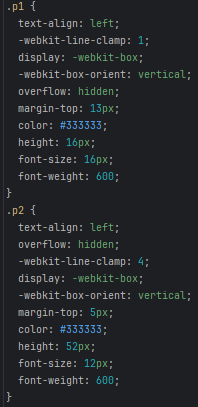 .p1 {
  text-align: left;
  -webkit-line-clamp: 1;
  display: -webkit-box;
  -webkit-box-orient: vertical;
  overflow: hidden;
  margin-top: 13px;
  color: #333333;
  height: 16px;
  font-size: 16px;
  font-weight: 600;
}
.p2 {
  text-align: left;
  overflow: hidden;
  -webkit-line-clamp: 4;
  display: -webkit-box;
  -webkit-box-orient: vertical;
  margin-top: 5px;
  color: #333333;
  height: 52px;
  font-size: 12px;
  font-weight: 600;
}